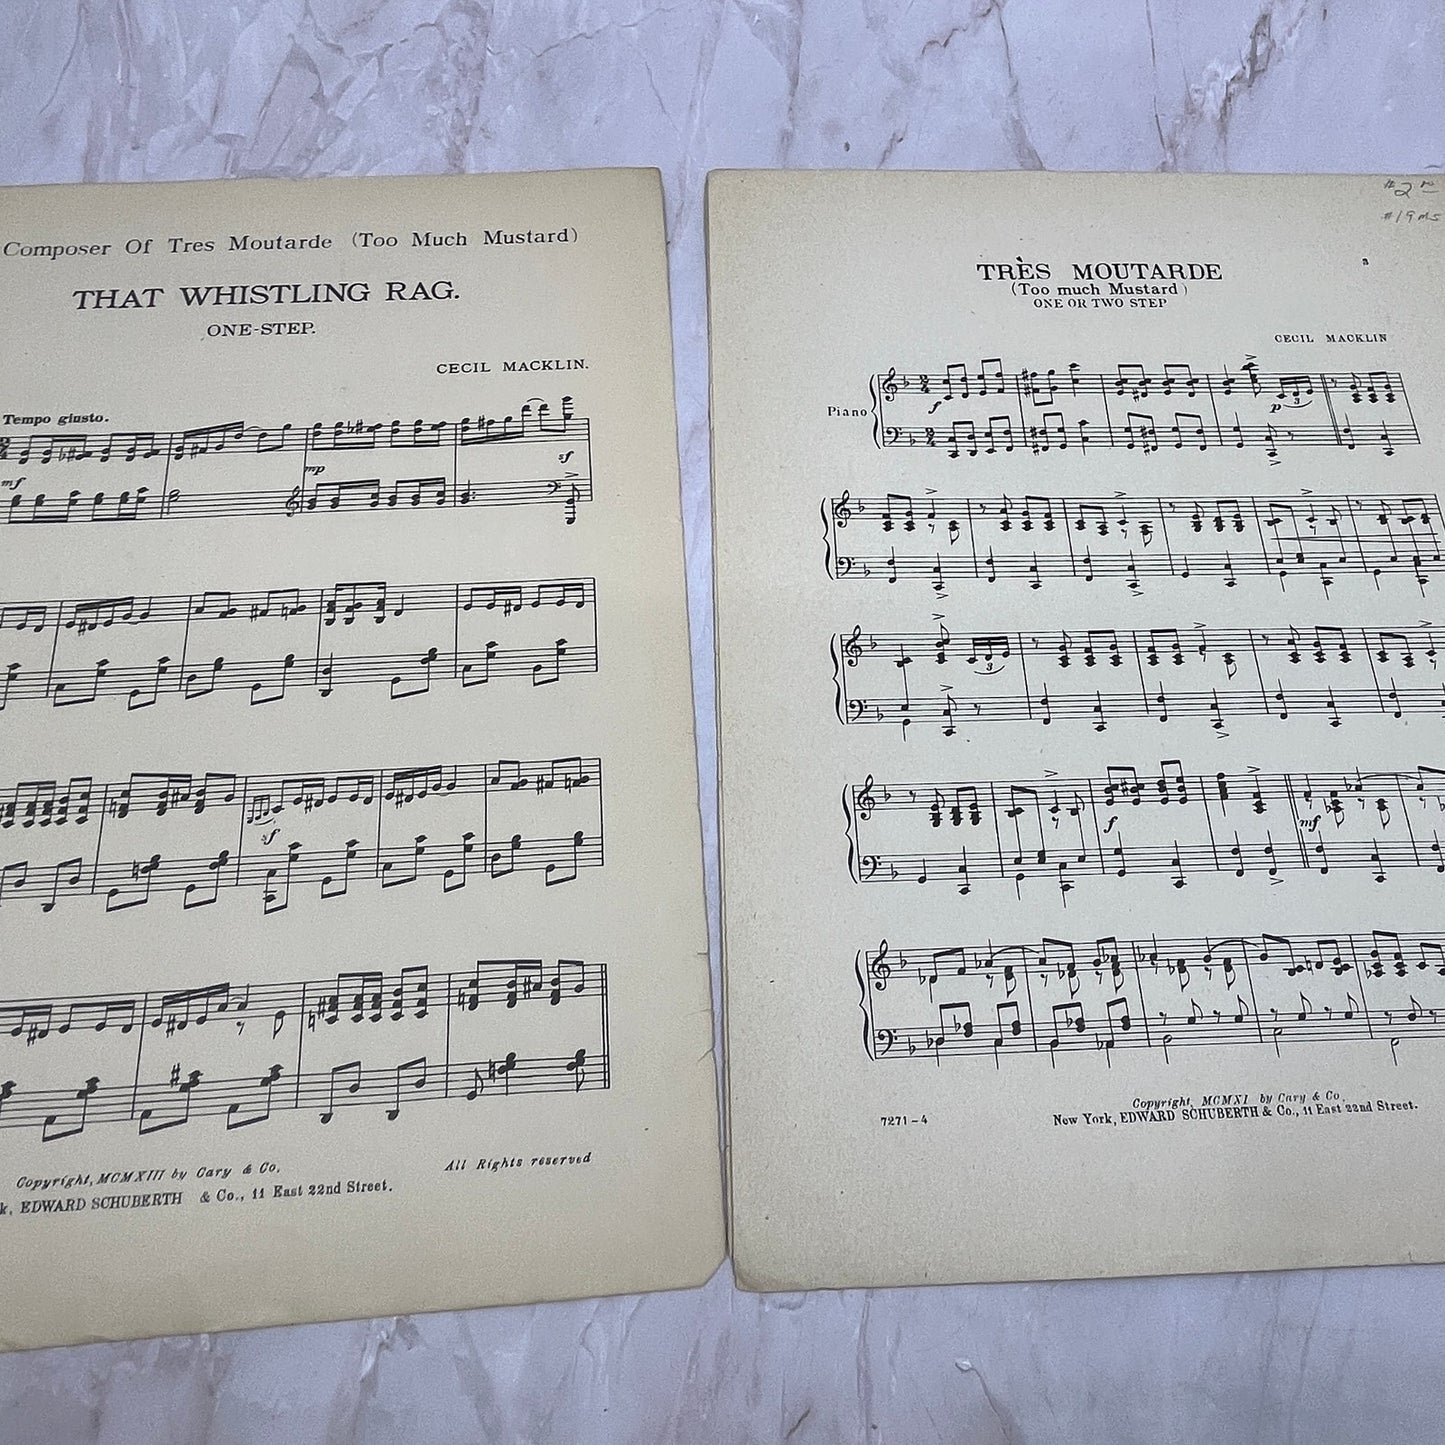 Composer Of Tres Moutarde (Too Much Mustard)
THAT WHISTLING RAG.
ONE-STEP.
CECIL MACKLIN.
Tempo giusto.
mf
mp
sf
sf
Copyright, MCMXIII by Cary & Co.
All Rights reserved
k, EDWARD SCHUBERTH & Co., 11 East 22nd Street.
#2
#19
3
TRÈS MOUTARDE
(Too much Mustard)
ONE OR TWO STEP
CECIL MACKLIN
Piano
f
p
3
3
f
mf
Copyright, MCMXI by Cary & Co.
7271-4
New York, EDWARD SCHUBERTH & Co., 11 East 22nd Street.